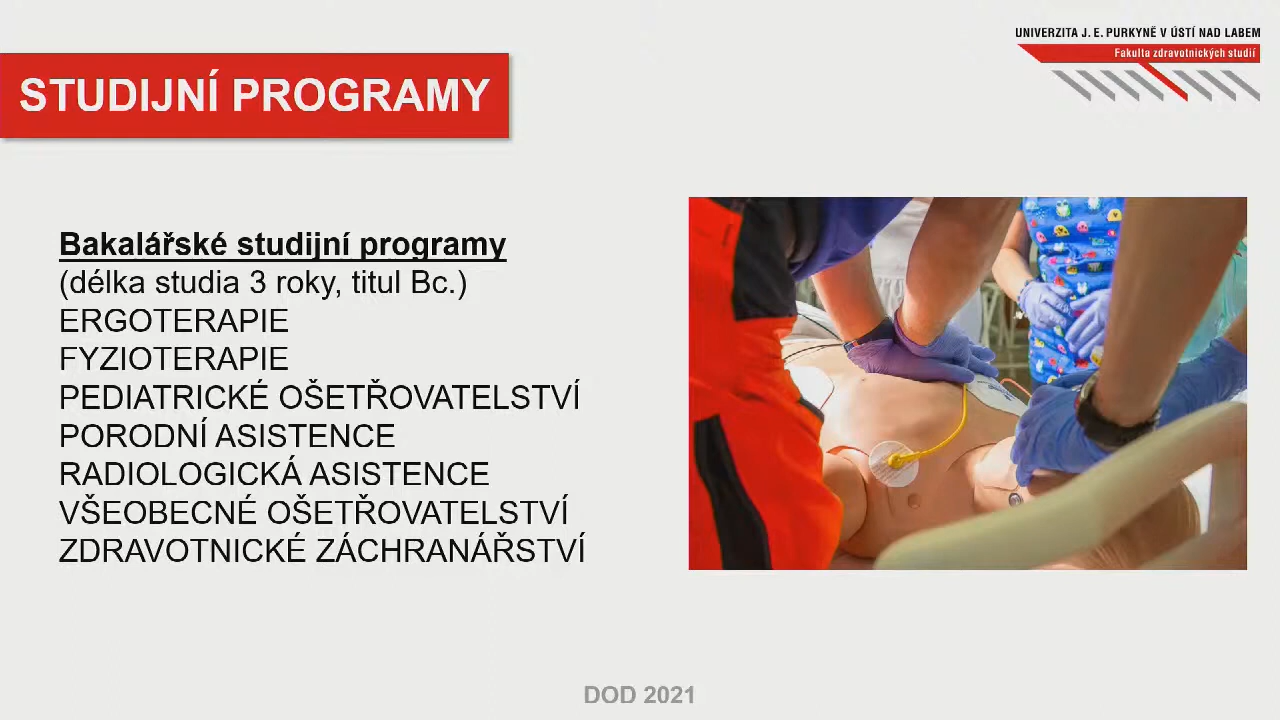 UNIVERZITA J. E. PURKYNĚ V ÚSTÍ NAD LABEM
Fakulta zdravotnických studií
STUDIJNÍ PROGRAMY
Bakalářské studijní programy
(délka studia 3 roky, titul Bc.)
ERGOTERAPIE
FYZIOTERAPIE
PEDIATRICKÉ OŠETŘOVATELSTVÍ
PORODNÍ ASISTENCE
RADIOLOGICKÁ ASISTENCE
VŠEOBECNÉ OŠETŘOVATELSTVÍ
ZDRAVOTNICKÉ ZÁCHRANÁŘSTVÍ
DOD 2021